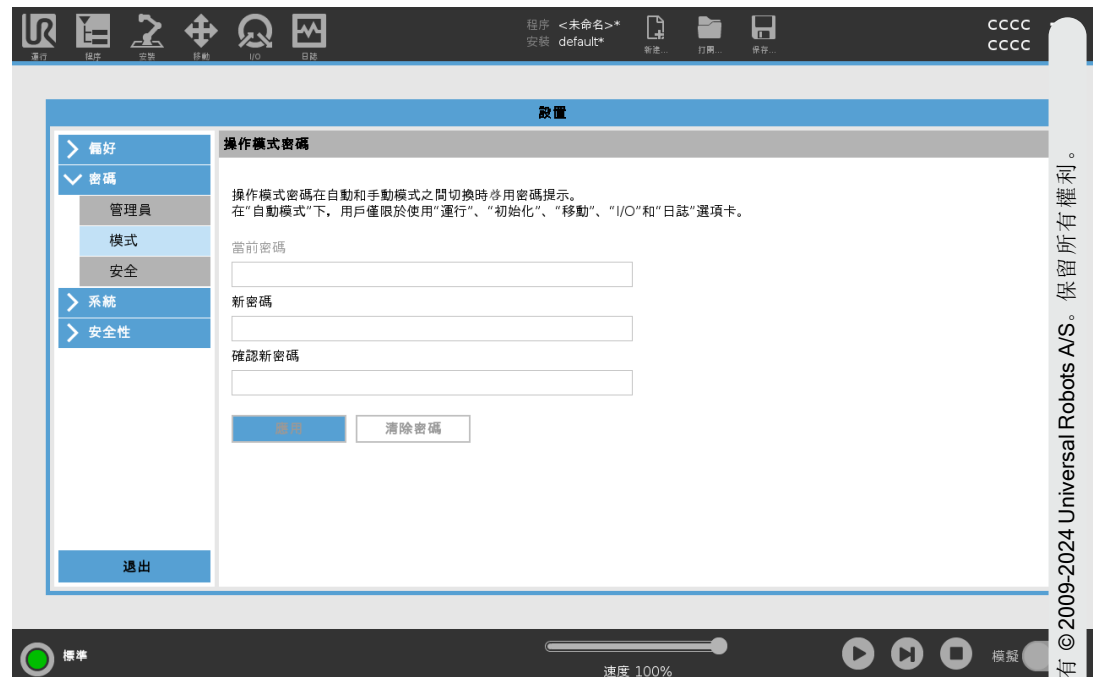 程序 <未命名>*
安裝 default*
運行
程序
安裝
移動
I/O
日誌
新建...
打開...
保存...
cccc
cccc
設置
偏好
密碼
管理員
模式
安全
系統
安全性
退出
操作模式密碼
操作模式密碼在自動和手動模式之間切換時啓用密碼提示。
在"自動模式"下，用戶僅限於使用"運行"、"初始化"、"移動"、"I/O"和"日誌"選項卡。
當前密碼
新密碼
確認新密碼
應用
清除密碼
標準
速度 100%
模擬
有 ©2009-2024 Universal Robots A/S。保留所有權利。